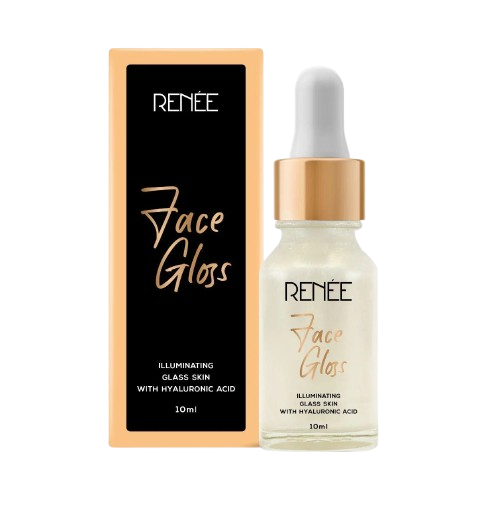 RENÉE
Face
Gloss
ILLUMINATING
GLASS SKIN
WITH HYALURONIC ACID
10ml
RENÉE
Face
Gloss
ILLUMINATING
GLASS SKIN
WITH HYALURONIC ACID
10ml